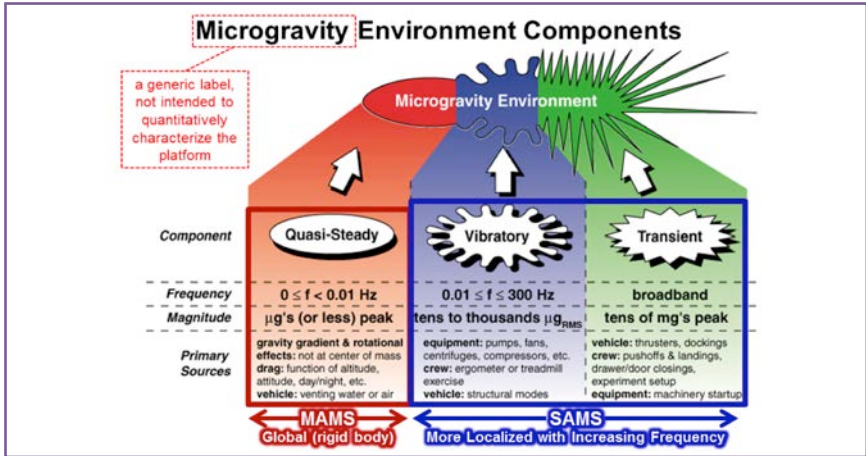 Microgravity Environment Components
a generic label,
not intended to
quantitatively
characterize the
platform
Microgravity Environment
Component
Quasi-Steady
Vibratory
Transient
Frequency
0 ≤ f < 0.01 Hz
0.01 ≤ f ≤ 300 Hz
broadband
Magnitude
μg's (or less) peak
tens to thousands μgRMS
tens of mg's peak
Primary
Sources
gravity gradient & rotational
effects: not at center of mass
drag: function of altitude,
attitude, day/night, etc.
vehicle: venting water or air
equipment: pumps, fans,
centrifuges, compressors, etc.
crew: ergometer or treadmill
exercise
vehicle: structural modes
vehicle: thrusters, dockings
crew: pushoffs & landings,
drawer/door closings,
experiment setup
equipment: machinery startup
MAMS
Global (rigid body)
SAMS
More Localized with Increasing Frequency